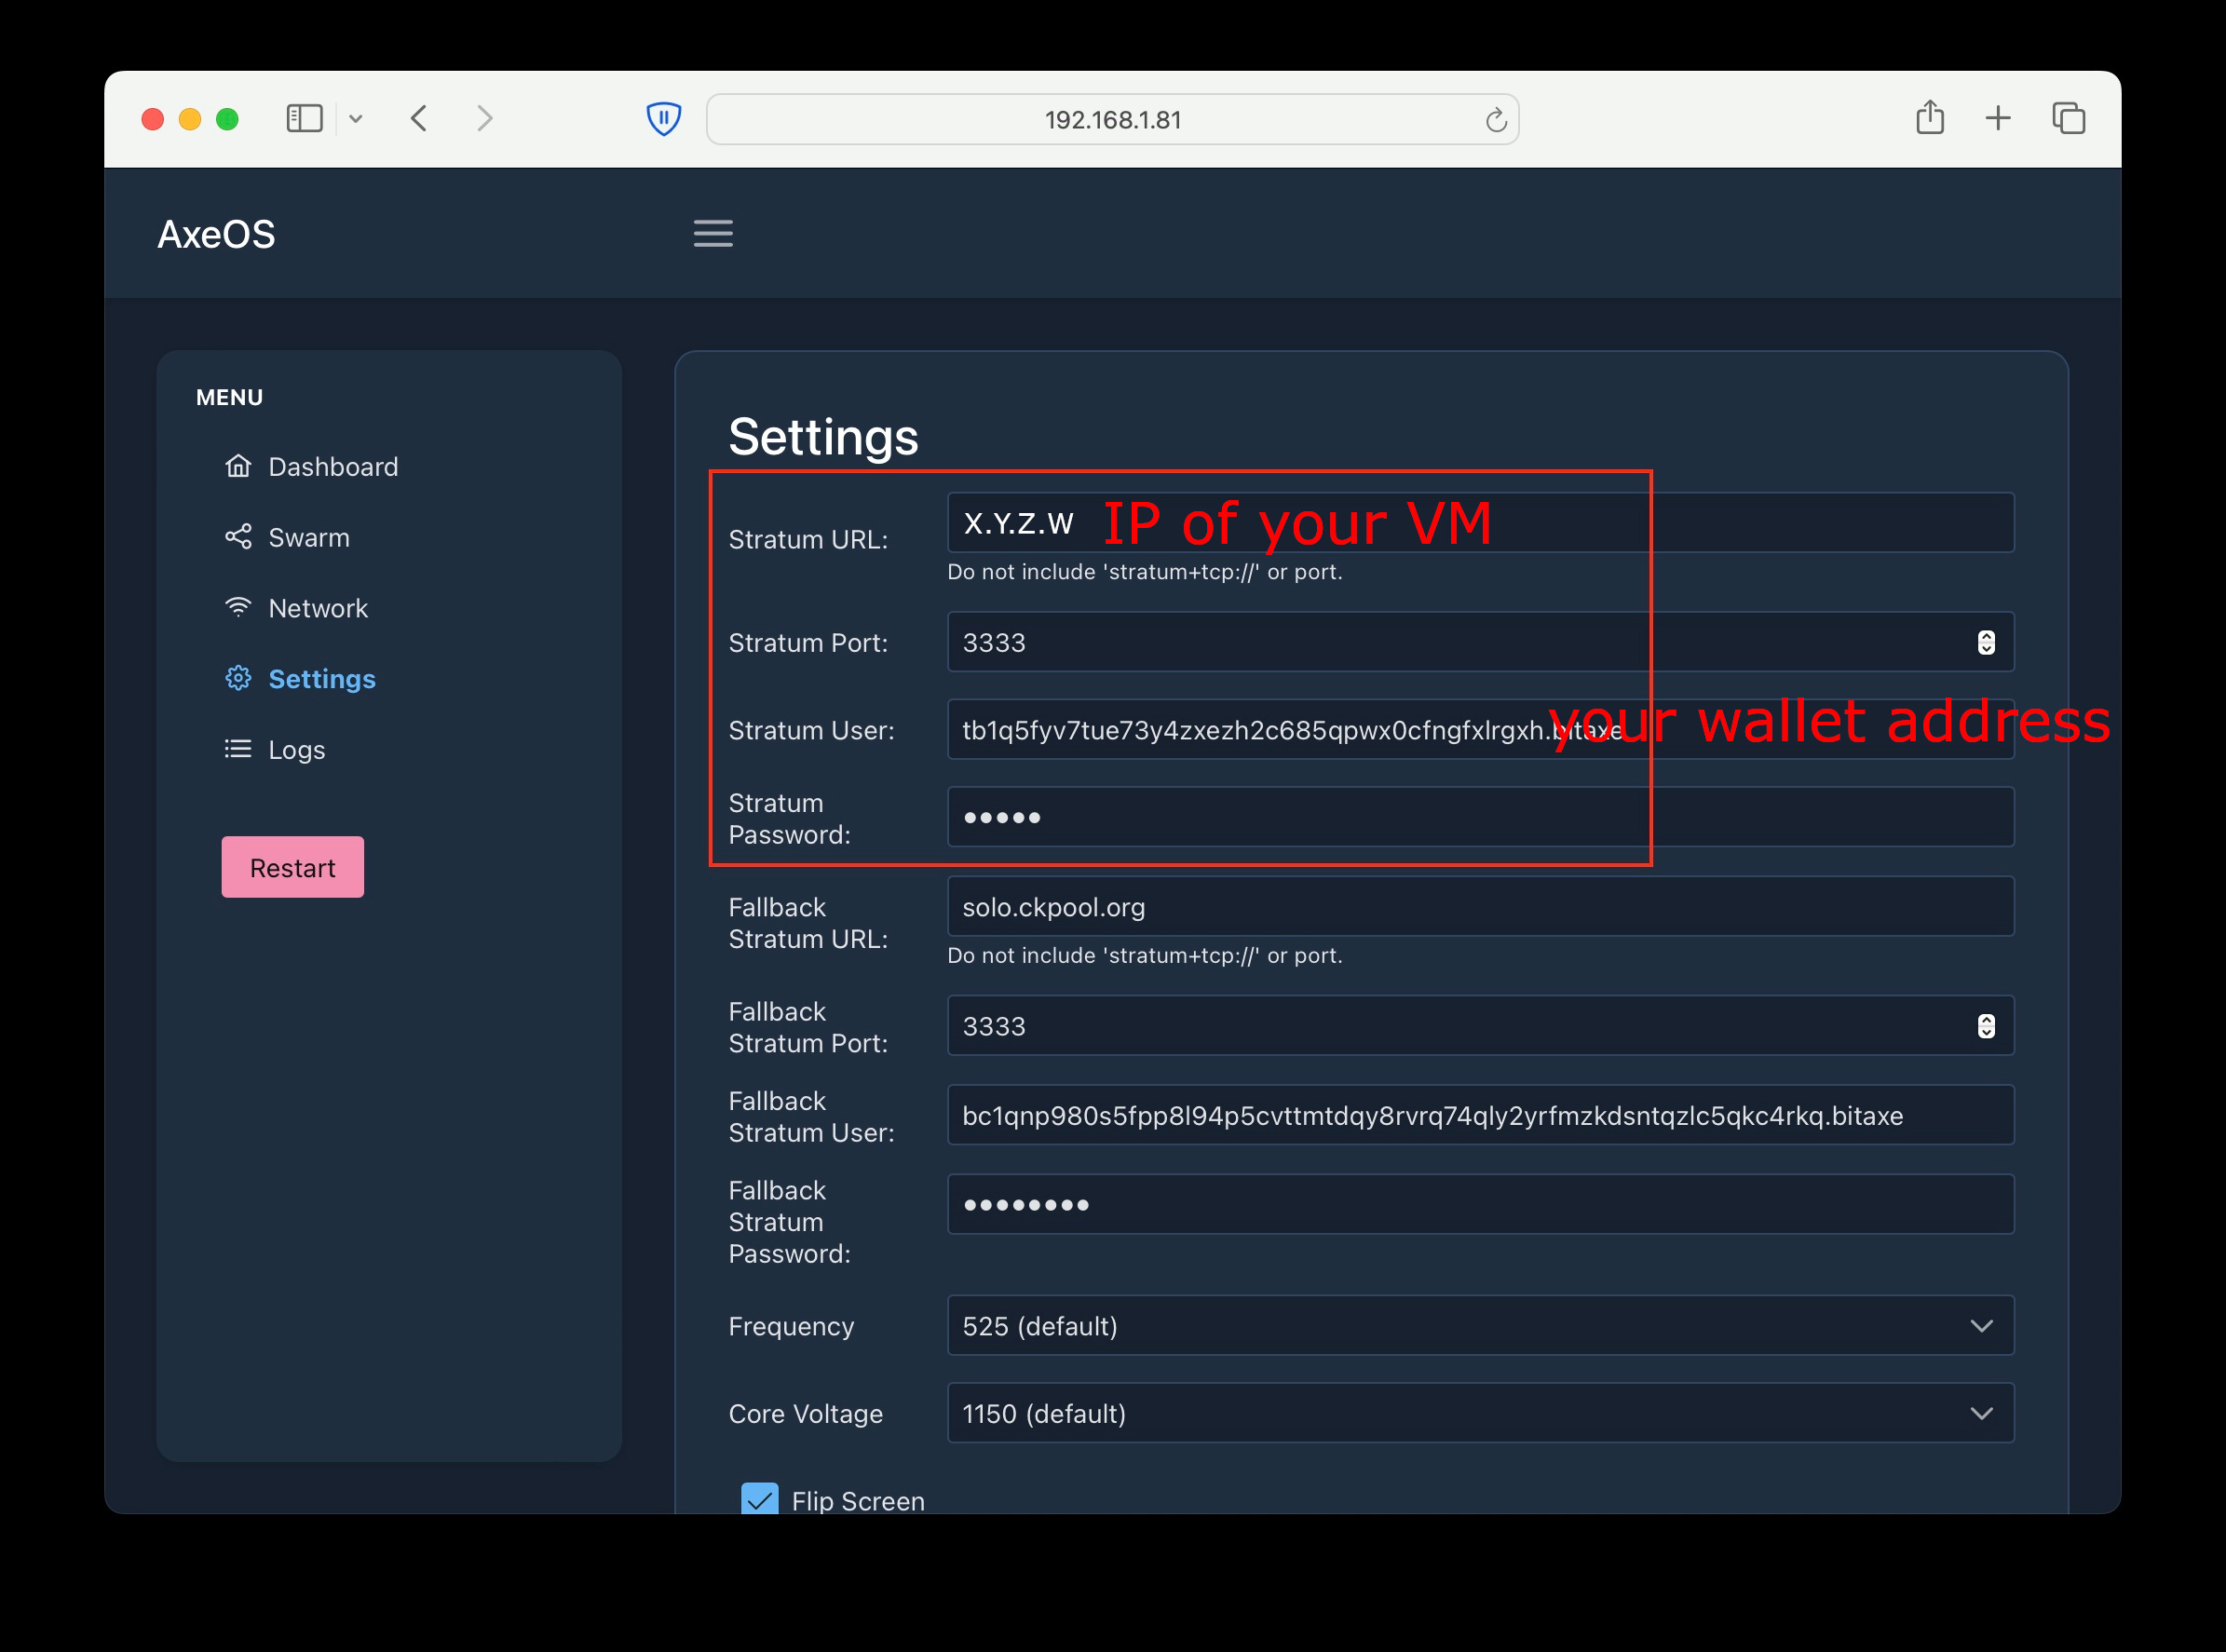 192.168.1.81
AxeOS
MENU
Dashboard
Swarm
Network
Settings
Logs
Restart
Settings
Stratum URL:
X.Y.Z.W IP of your VM
Do not include 'stratum+tcp://' or port.
Stratum Port:
3333
Stratum User:
tb1q5fyv7tue73y4zxezh2c685qpwx0cfngfxlrgxh.bitaxe
your wallet address
Stratum
Password:
•••••
Fallback
Stratum URL:
solo.ckpool.org
Do not include 'stratum+tcp://' or port.
Fallback
Stratum Port:
3333
Fallback
Stratum User:
bc1qnp980s5fpp8l94p5cvttmtdqy8rvrq74qly2yrfmzkdsntqzlc5qkc4rkq.bitaxe
Fallback
Stratum
Password:
••••••••
Frequency
525 (default)
Core Voltage
1150 (default)
Flip Screen